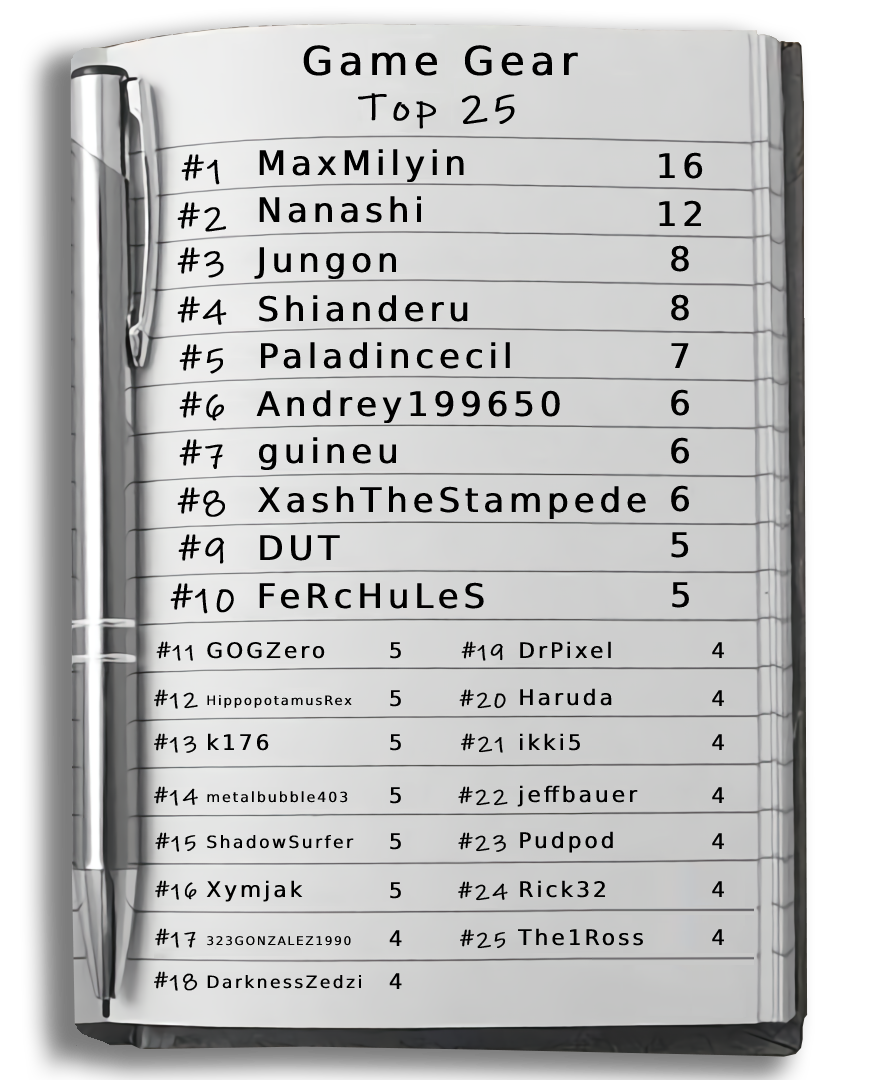 Game Gear
Top 25
#1 MaxMilyin 16
#2 Nanashi 12
#3 Jungon 8
#4 Shianderu 8
#5 Paladincecil 7
#6 Andrey199650 6
#7 guineu 6
#8 XashTheStampede 6
#9 DUT 5
#10 FeRcHuLeS 5
#11 GOGZero 5
#12 HippopotamusRex 5
#13 k176 5
#14 metalbubble403 5
#15 ShadowSurfer 5
#16 Xymjak 5
#17 323GONZALEZ1990 4
#18 DarknessZedzi 4
#19 DrPixel 4
#20 Haruda 4
#21 ikki5 4
#22 jeffbauer 4
#23 Pudpod 4
#24 Rick32 4
#25 The1Ross 4